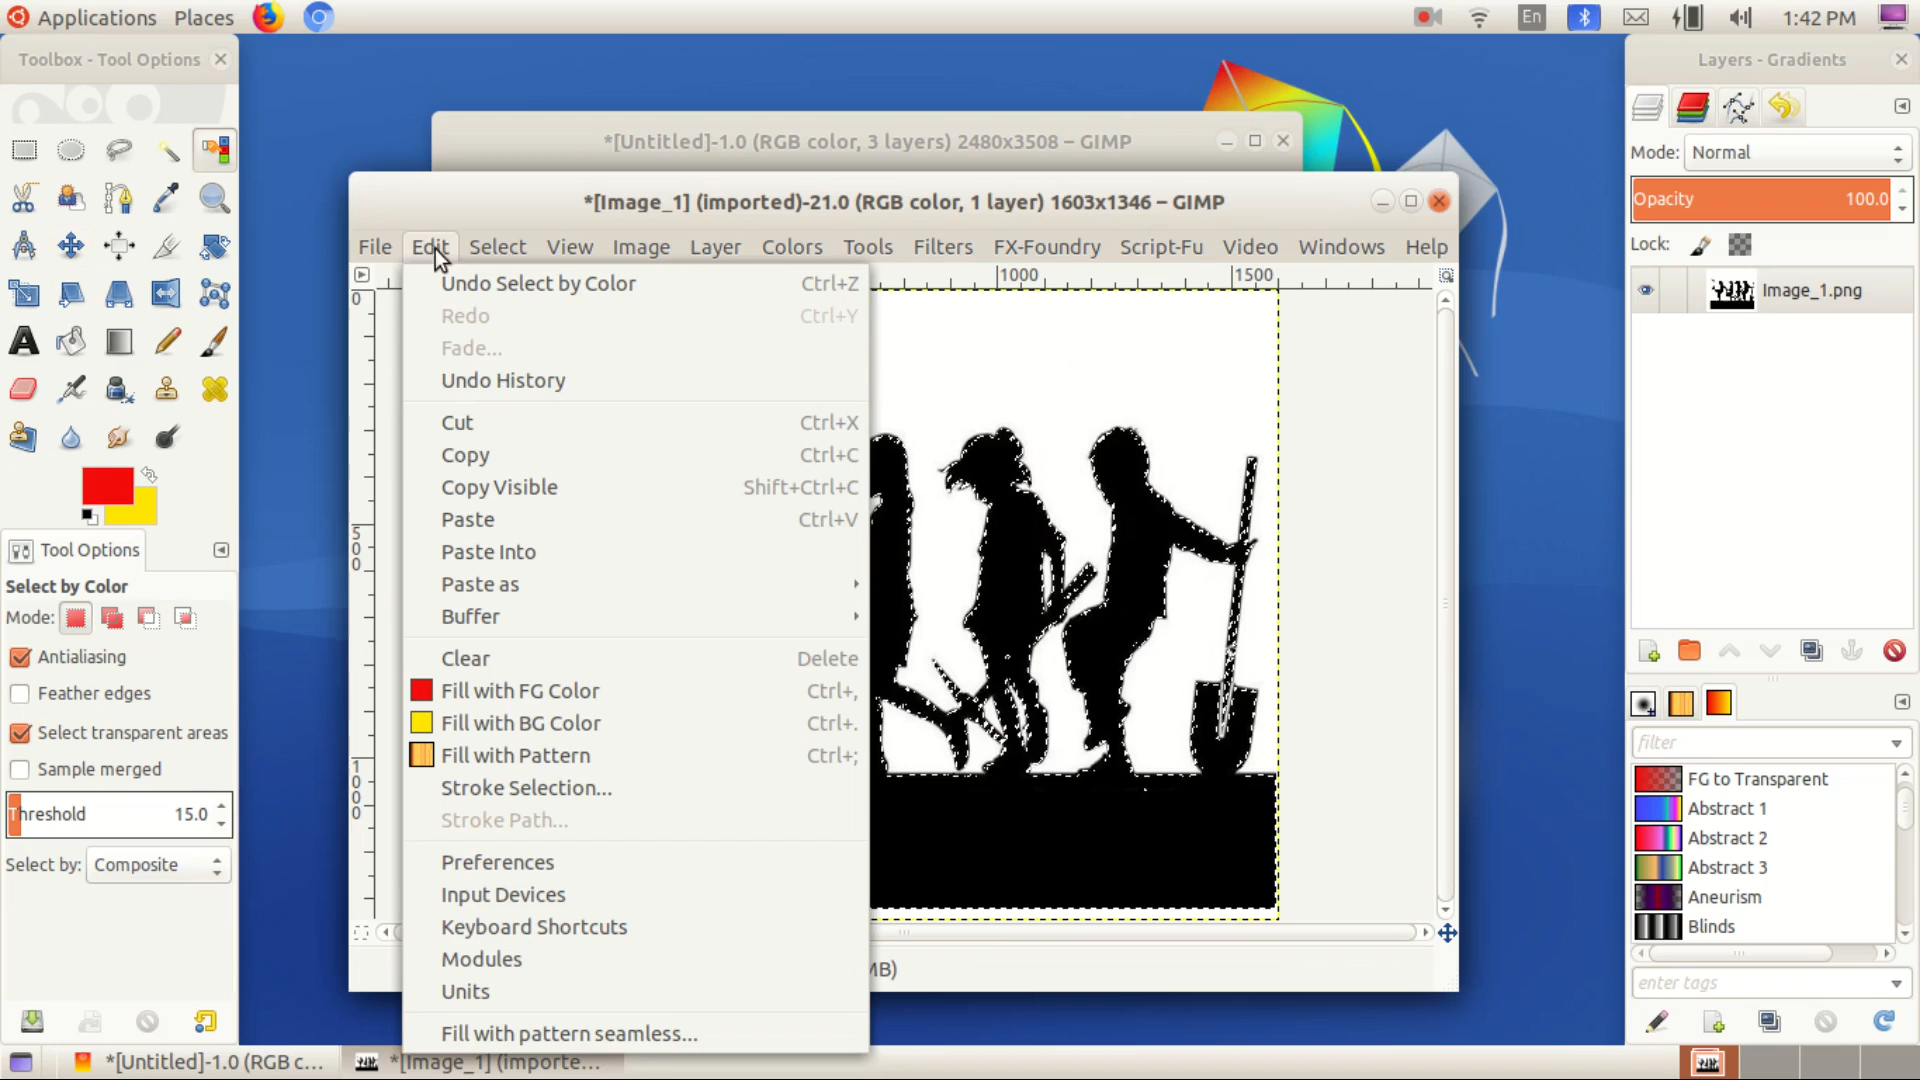 Applications Places En 1:42 PM
Toolbox - Tool Options
Layers - Gradients
*[Untitled]-1.0 (RGB color, 3 layers) 2480x3508 – GIMP
*[Image_1] (imported)-21.0 (RGB color, 1 layer) 1603x1346 – GIMP
File Edit Select View Image Layer Colors Tools Filters FX-Foundry Script-Fu Video Windows Help
1000 1500
0
500
1000
Undo Select by Color Ctrl+Z
Redo Ctrl+Y
Fade...
Undo History
Cut Ctrl+X
Copy Ctrl+C
Copy Visible Shift+Ctrl+C
Paste Ctrl+V
Paste Into
Paste as
Buffer
Clear Delete
Fill with FG Color Ctrl+,
Fill with BG Color Ctrl+.
Fill with Pattern Ctrl+;
Stroke Selection...
Stroke Path...
Preferences
Input Devices
Keyboard Shortcuts
Modules
Units
Fill with pattern seamless...
MB)
Tool Options
Select by Color
Mode:
Antialiasing
Feather edges
Select transparent areas
Sample merged
Threshold 15.0
Select by: Composite
Mode: Normal
Opacity 100.0
Lock:
Image_1.png
filter
FG to Transparent
Abstract 1
Abstract 2
Abstract 3
Aneurism
Blinds
enter tags
*[Untitled]-1.0 (RGB c...
*[Image_1] (importe...